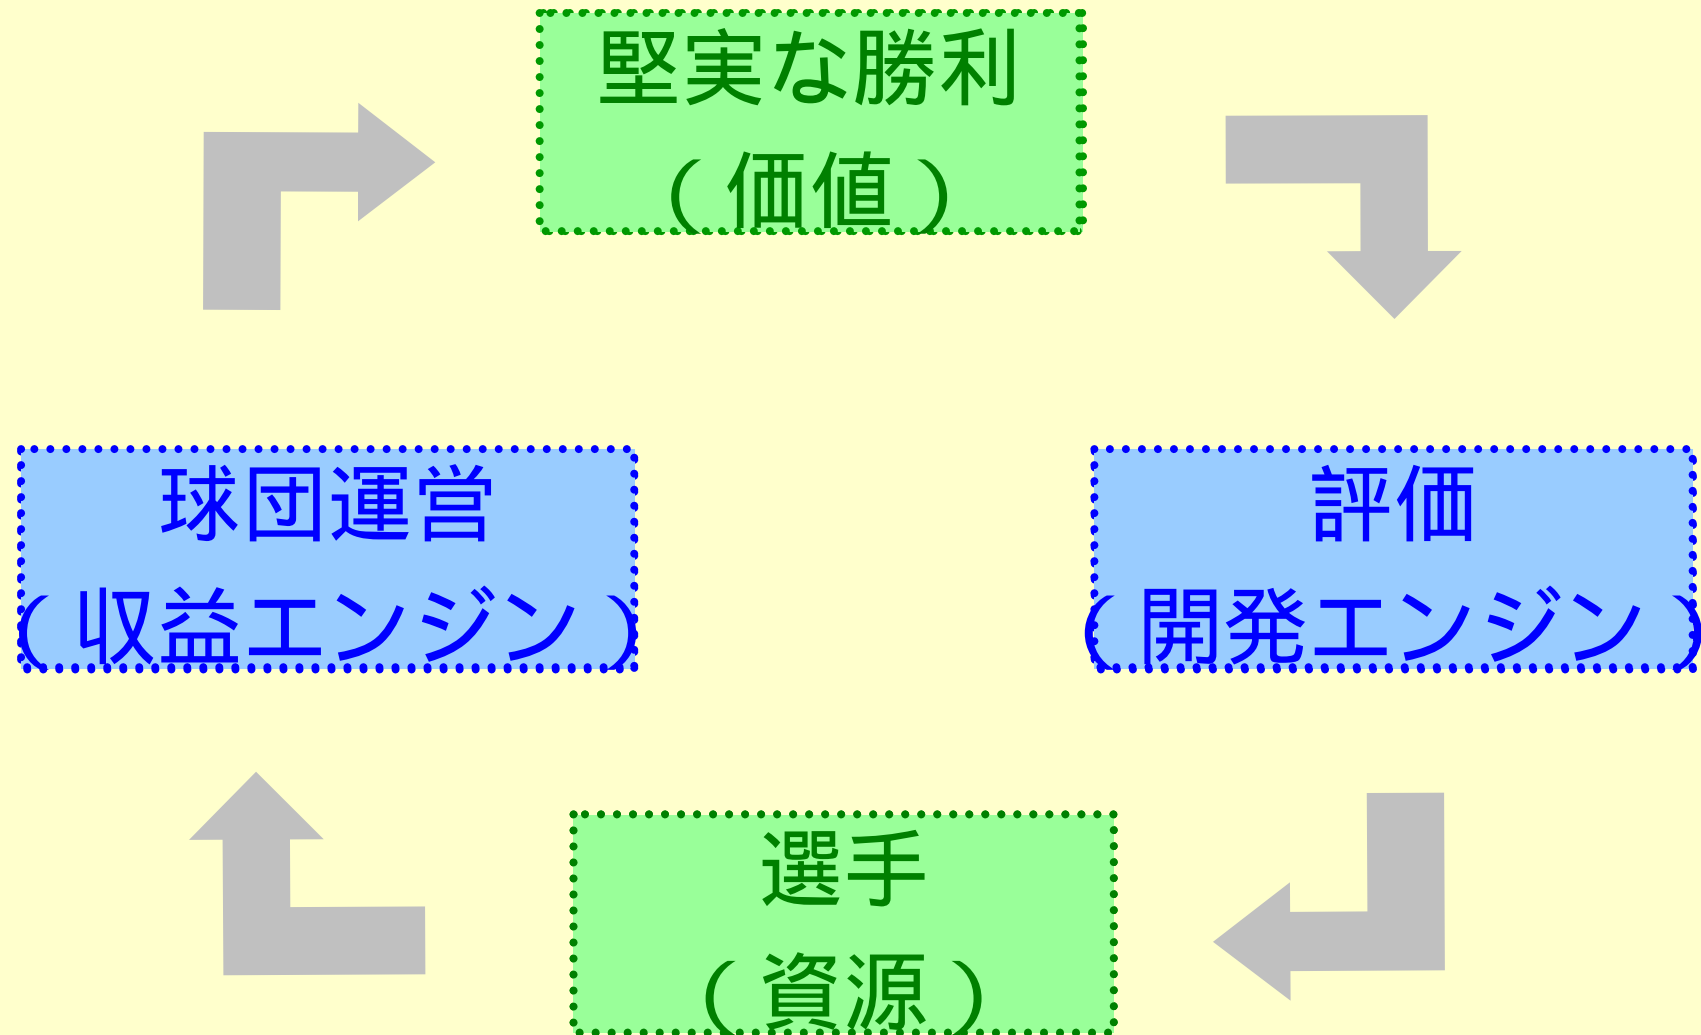 堅実な勝利
（価値）
球団運営
（収益エンジン）
評価
（開発エンジン）
選手
（資源）